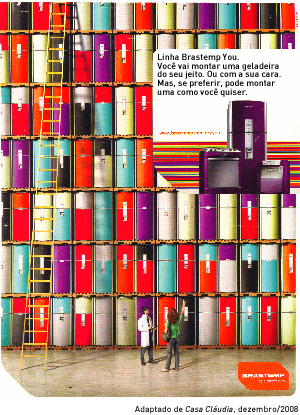 Linha Brastemp You.
Você vai montar uma geladeira
do seu jeito. Ou com a sua cara.
Mas, se preferir, pode montar
uma como você quiser.
BRASTEMP
Adaptado de Casa Cláudia, dezembro/2008